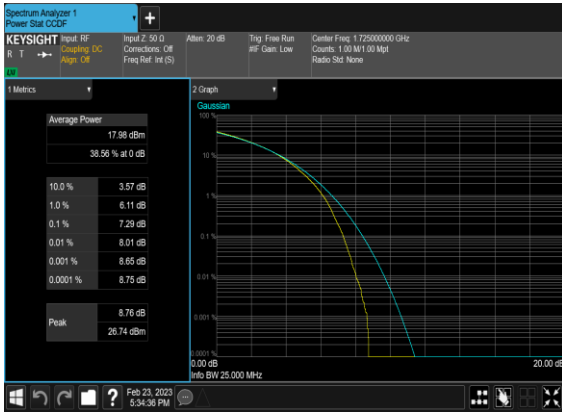 Spectrum Analyzer 1
Power Stat CCDF
+
KEYSIGHT
R T
LXI
Input: RF
Coupling: DC
Align: Off
Input Z: 50 Ω
Corrections: Off
Freq Ref: Int (S)
Atten: 20 dB
Trig: Free Run
#IF Gain: Low
Center Freq: 1.725000000 GHz
Counts: 1.00 M/1.00 Mpt
Radio Std: None
1 Metrics
Average Power
17.98 dBm
38.56 % at 0 dB
10.0 % 3.57 dB
1.0 % 6.11 dB
0.1 % 7.29 dB
0.01 % 8.01 dB
0.001 % 8.65 dB
0.0001 % 8.75 dB
Peak
8.76 dB
26.74 dBm
2 Graph
Gaussian
100 %
10 %
1 %
0.1 %
0.01 %
0.001 %
0.0001 %
0.00 dB
20.00 dB
Info BW 25.000 MHz
?
Feb 23, 2023
5:34:36 PM